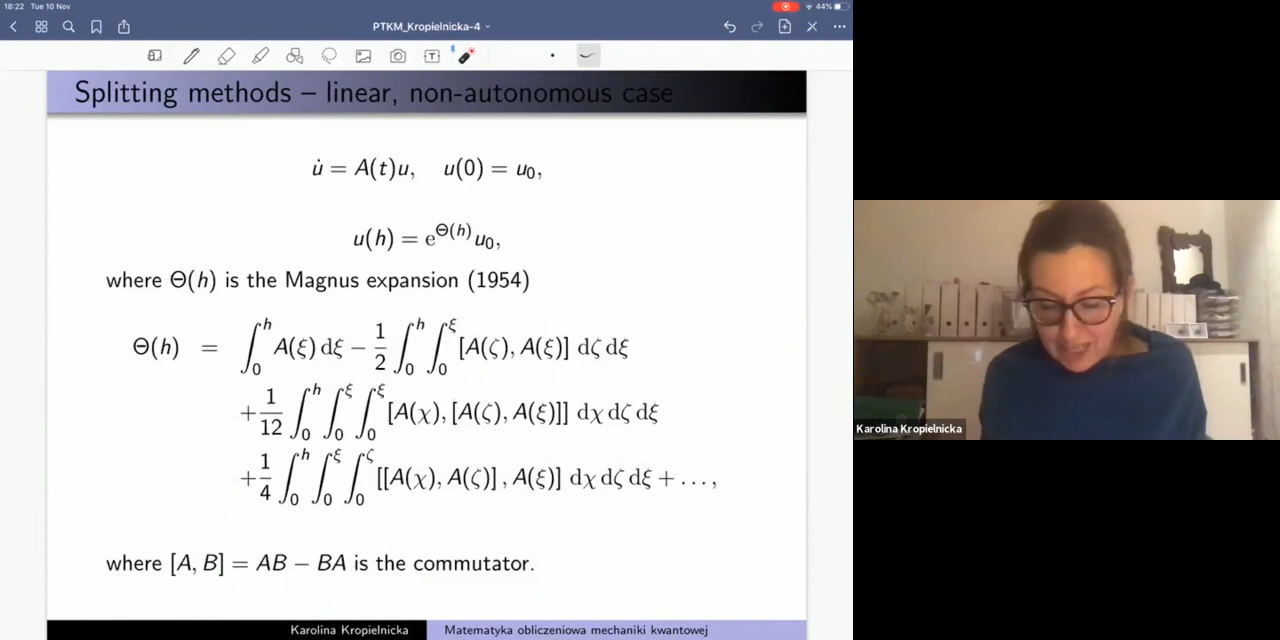 18:22 Tue 10 Nov
44%
PTKM_Kropielnicka-4
T
Splitting methods – linear, non-autonomous case
u̇ = A(t)u, u(0) = u₀,
u(h) = e^{Θ(h)} u₀,
where Θ(h) is the Magnus expansion (1954)
Θ(h) = ∫₀^h A(ξ) dξ − 1/2 ∫₀^h ∫₀^ξ [A(ζ), A(ξ)] dζ dξ
+ 1/12 ∫₀^h ∫₀^ξ ∫₀^ξ [A(χ), [A(ζ), A(ξ)]] dχ dζ dξ
+ 1/4 ∫₀^h ∫₀^ξ ∫₀^ζ [[A(χ), A(ζ)], A(ξ)] dχ dζ dξ + . . . ,
where [A, B] = AB − BA is the commutator.
Karolina Kropielnicka Matematyka obliczeniowa mechaniki kwantowej
Karolina Kropielnicka